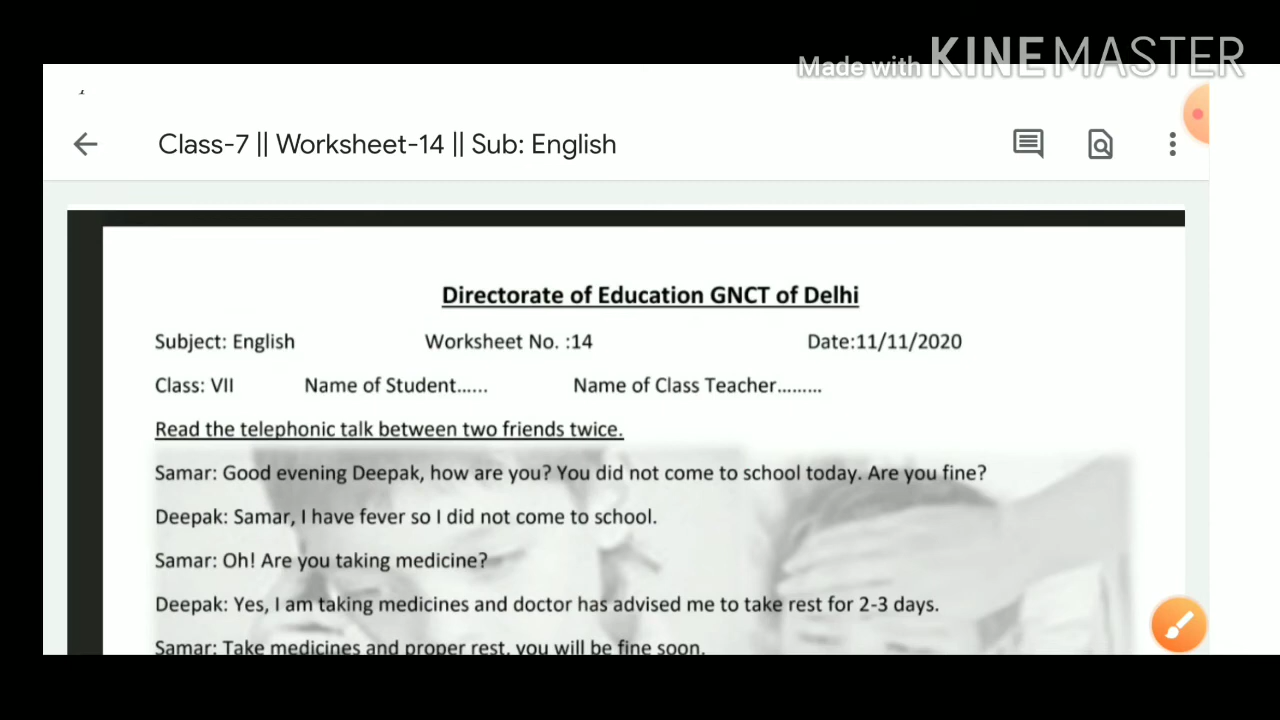 Made with KINEMASTER
Class-7 || Worksheet-14 || Sub: English
Directorate of Education GNCT of Delhi
Subject: English Worksheet No. :14 Date:11/11/2020
Class: VII Name of Student...... Name of Class Teacher.........
Read the telephonic talk between two friends twice.
Samar: Good evening Deepak, how are you? You did not come to school today. Are you fine?
Deepak: Samar, I have fever so I did not come to school.
Samar: Oh! Are you taking medicine?
Deepak: Yes, I am taking medicines and doctor has advised me to take rest for 2-3 days.
Samar: Take medicines and proper rest, you will be fine soon.